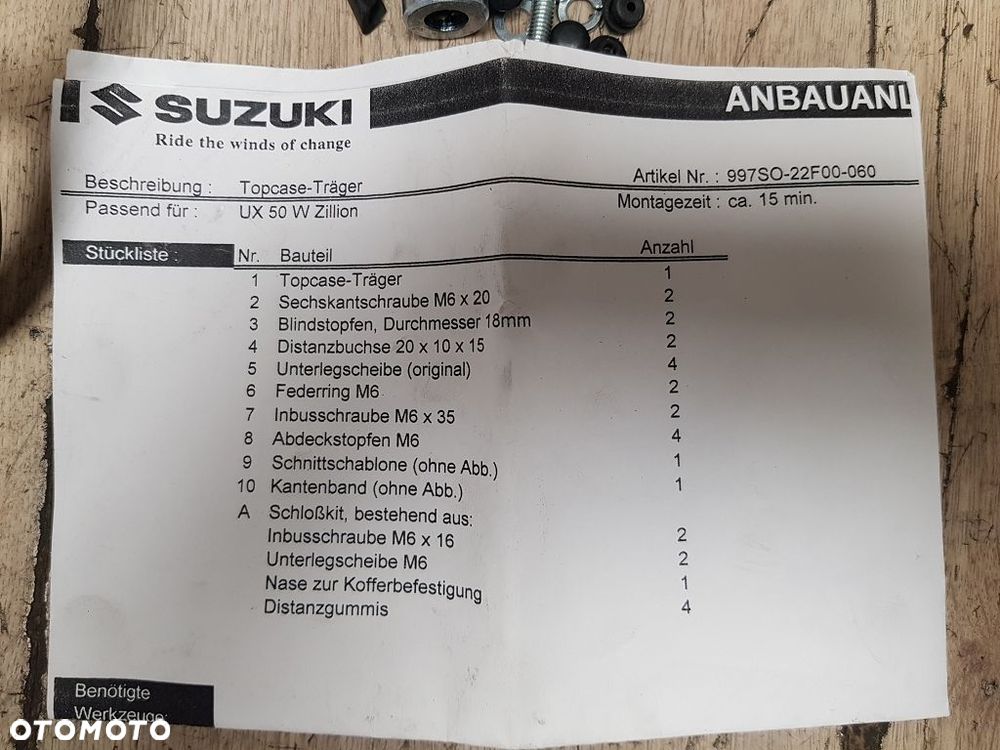 SUZUKI
Ride the winds of change
ANBAUANL
Beschreibung : Topcase-Träger Artikel Nr. : 997SO-22F00-060
Passend für : UX 50 W Zillion Montagezeit : ca. 15 min.
Stückliste : Nr. Bauteil Anzahl
1 Topcase-Träger 1
2 Sechskantschraube M6 x 20 2
3 Blindstopfen, Durchmesser 18mm 2
4 Distanzbuchse 20 x 10 x 15 2
5 Unterlegscheibe (original) 4
6 Federring M6 2
7 Inbusschraube M6 x 35 2
8 Abdeckstopfen M6 4
9 Schnittschablone (ohne Abb.) 1
10 Kantenband (ohne Abb.) 1
A Schloßkit, bestehend aus:
Inbusschraube M6 x 16 2
Unterlegscheibe M6 2
Nase zur Kofferbefestigung 1
Distanzgummis 4
Benötigte
Werkzeuge:
OTOMOTO